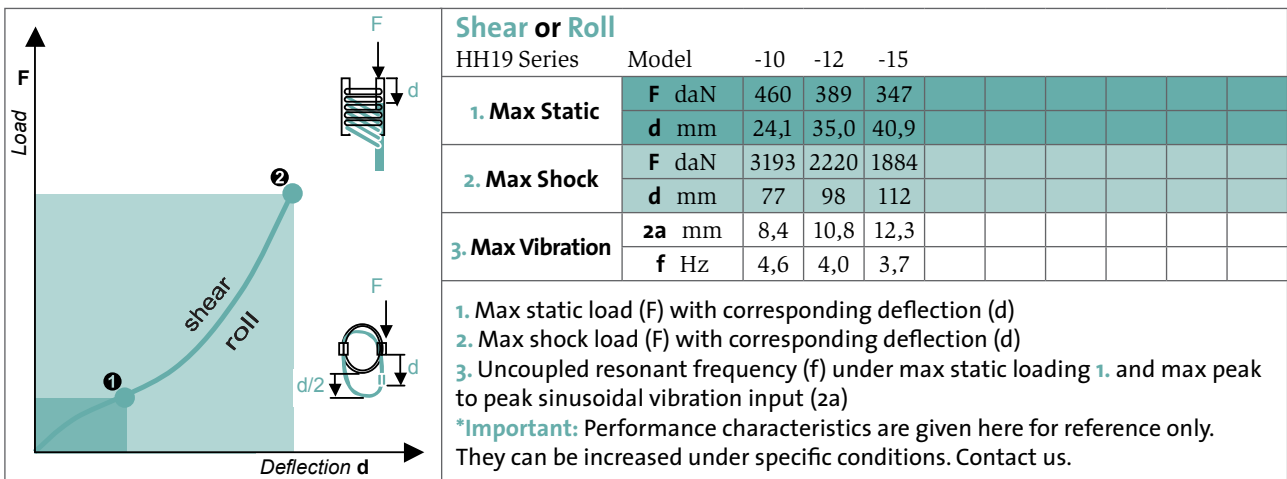 F
Load
shear
roll
1
2
Deflection d
F
d
F
d
d/2
Shear or Roll
HH19 Series Model -10 -12 -15
1. Max Static F daN 460 389 347
d mm 24,1 35,0 40,9
2. Max Shock F daN 3193 2220 1884
d mm 77 98 112
3. Max Vibration 2a mm 8,4 10,8 12,3
f Hz 4,6 4,0 3,7
1. Max static load (F) with corresponding deflection (d)
2. Max shock load (F) with corresponding deflection (d)
3. Uncoupled resonant frequency (f) under max static loading 1. and max peak
to peak sinusoidal vibration input (2a)
*Important: Performance characteristics are given here for reference only.
They can be increased under specific conditions. Contact us.